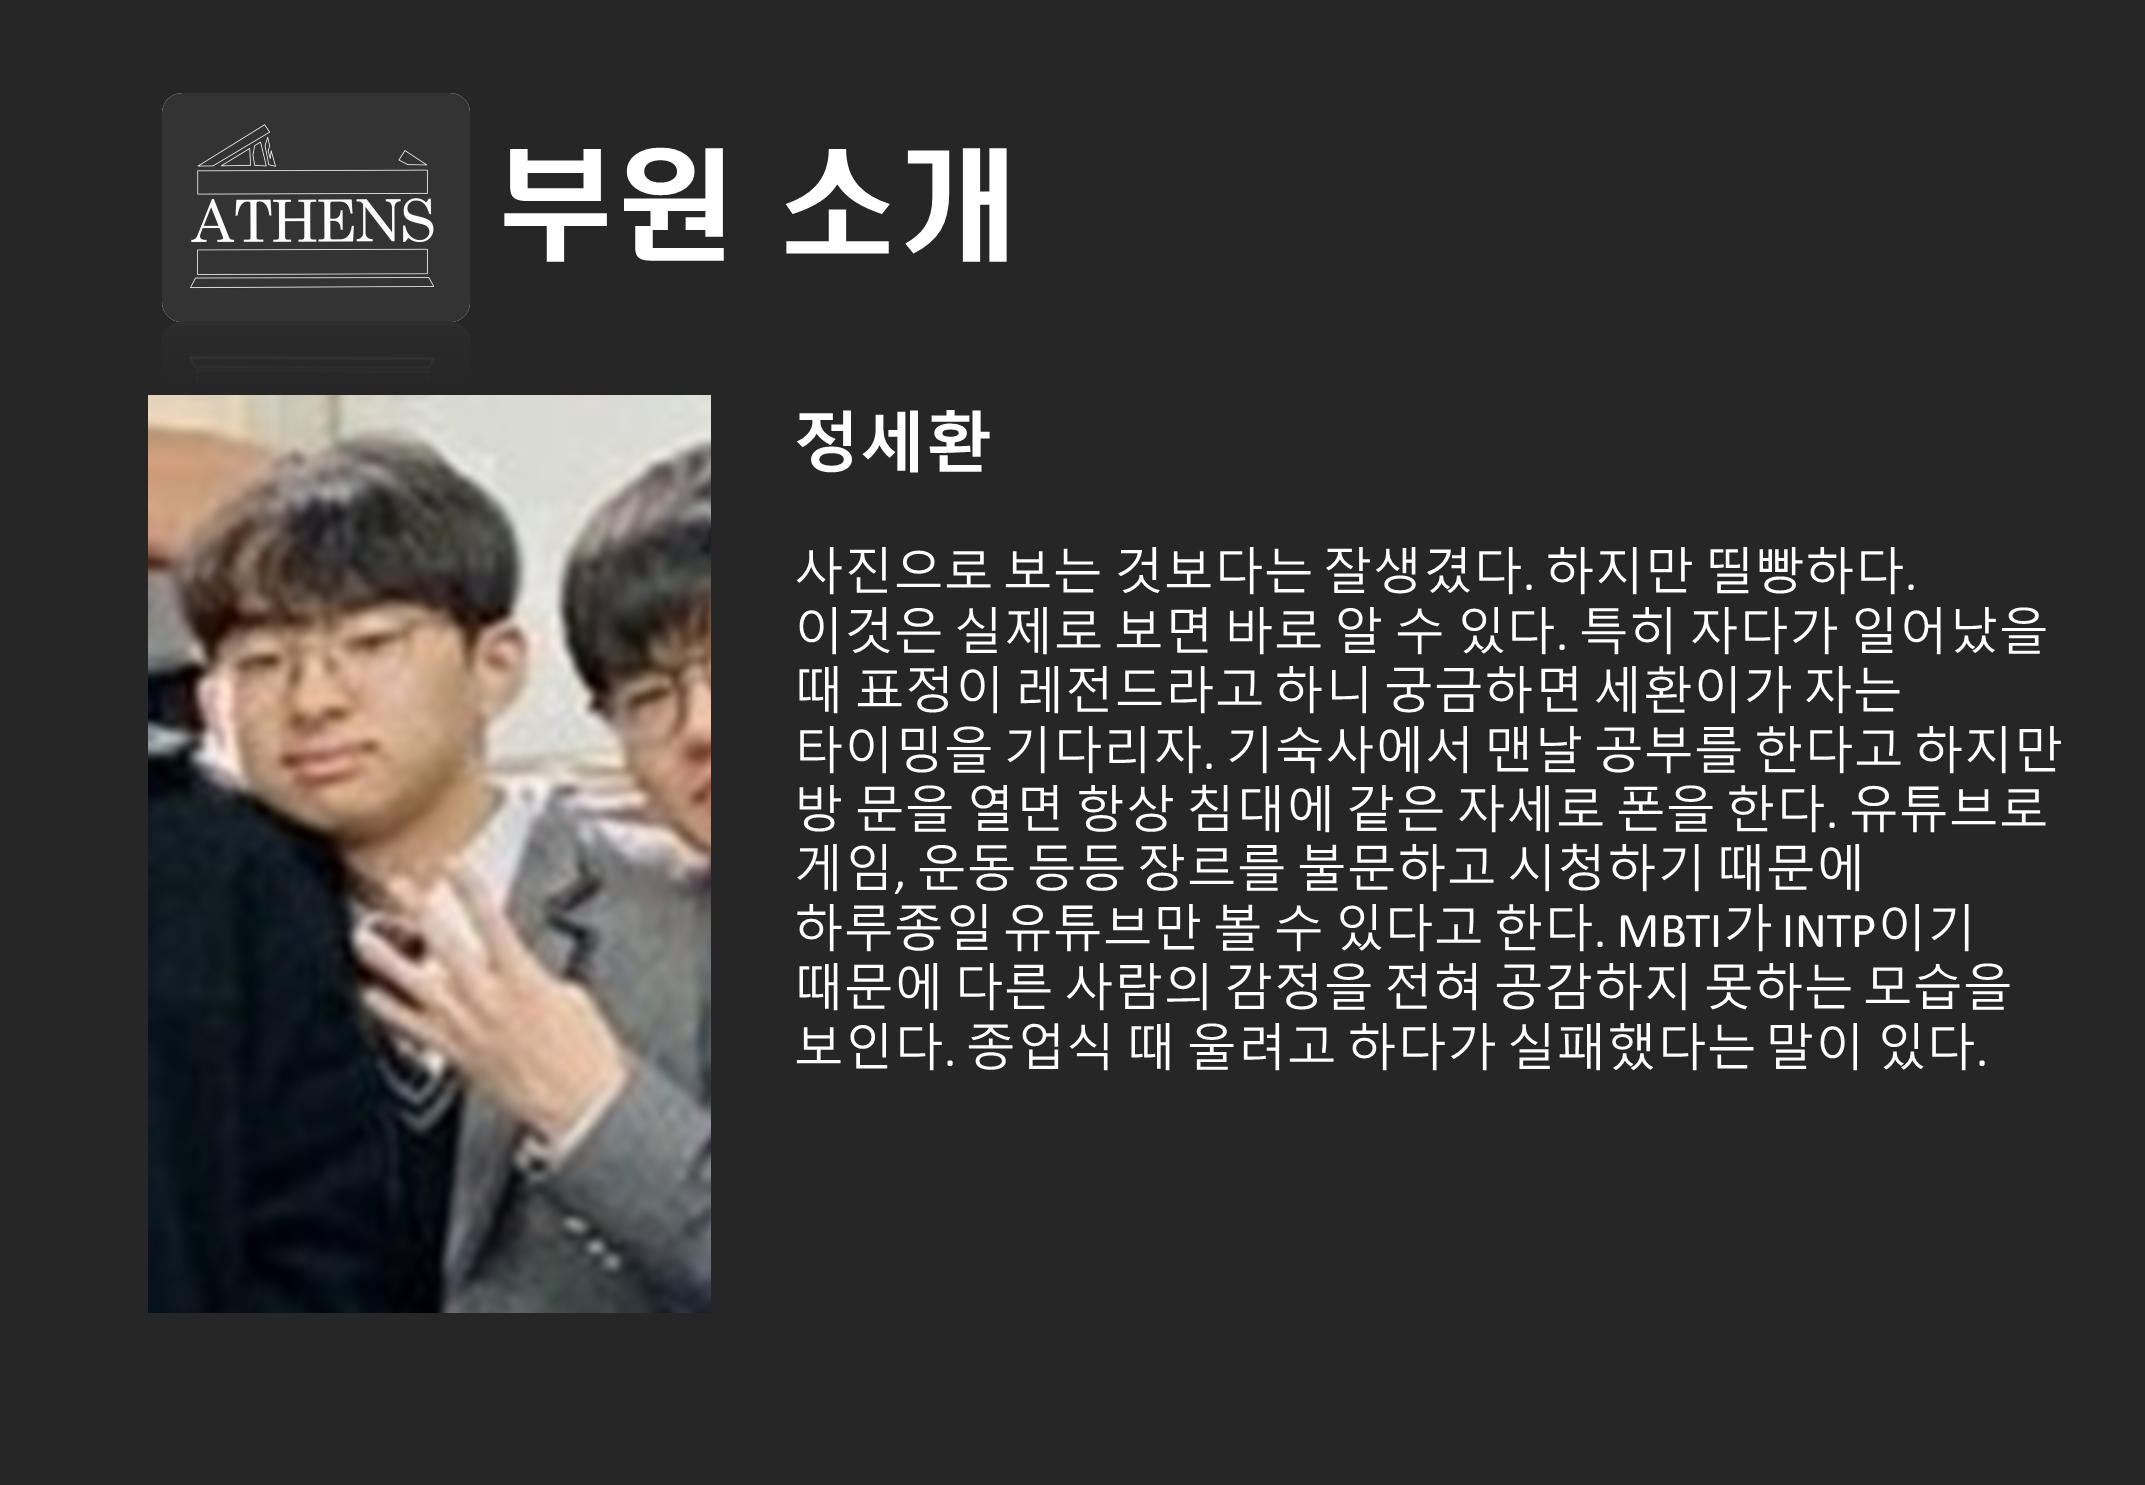 ATHENS
부원 소개
정세환
사진으로 보는 것보다는 잘생겼다. 하지만 띨빵하다.
이것은 실제로 보면 바로 알 수 있다. 특히 자다가 일어났을
때 표정이 레전드라고 하니 궁금하면 세환이가 자는
타이밍을 기다리자. 기숙사에서 맨날 공부를 한다고 하지만
방 문을 열면 항상 침대에 같은 자세로 폰을 한다. 유튜브로
게임, 운동 등등 장르를 불문하고 시청하기 때문에
하루종일 유튜브만 볼 수 있다고 한다. MBTI가 INTP이기
때문에 다른 사람의 감정을 전혀 공감하지 못하는 모습을
보인다. 종업식 때 울려고 하다가 실패했다는 말이 있다.